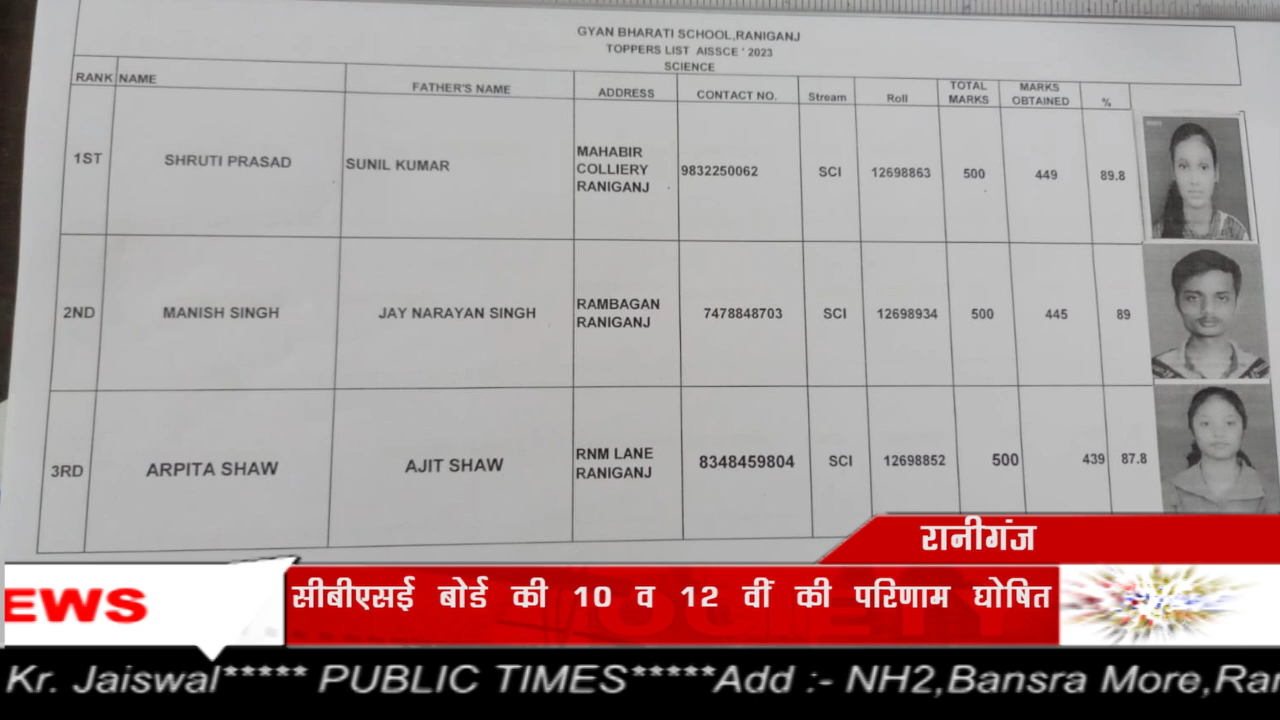 GYAN BHARATI SCHOOL,RANIGANJ
TOPPERS LIST AISSCE ' 2023
SCIENCE
RANK NAME FATHER'S NAME ADDRESS CONTACT NO. Stream Roll TOTAL MARKS MARKS OBTAINED %
1ST SHRUTI PRASAD SUNIL KUMAR MAHABIR COLLIERY RANIGANJ 9832250062 SCI 12698863 500 449 89.8
2ND MANISH SINGH JAY NARAYAN SINGH RAMBAGAN RANIGANJ 7478848703 SCI 12698934 500 445 89
3RD ARPITA SHAW AJIT SHAW RNM LANE RANIGANJ 8348459804 SCI 12698852 500 439 87.8
रानीगंज
EWS
सीबीएसई बोर्ड की 10 व 12 वीं की परिणाम घोषित
Kr. Jaiswal***** PUBLIC TIMES*****Add :- NH2,Bansra More,Ran